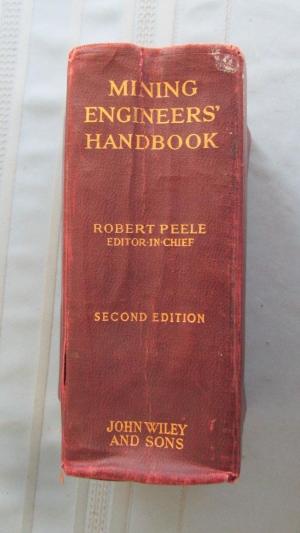 MINING
ENGINEERS'
HANDBOOK
ROBERT PEELE
EDITOR-IN-CHIEF
SECOND EDITION
JOHN WILEY
AND SONS